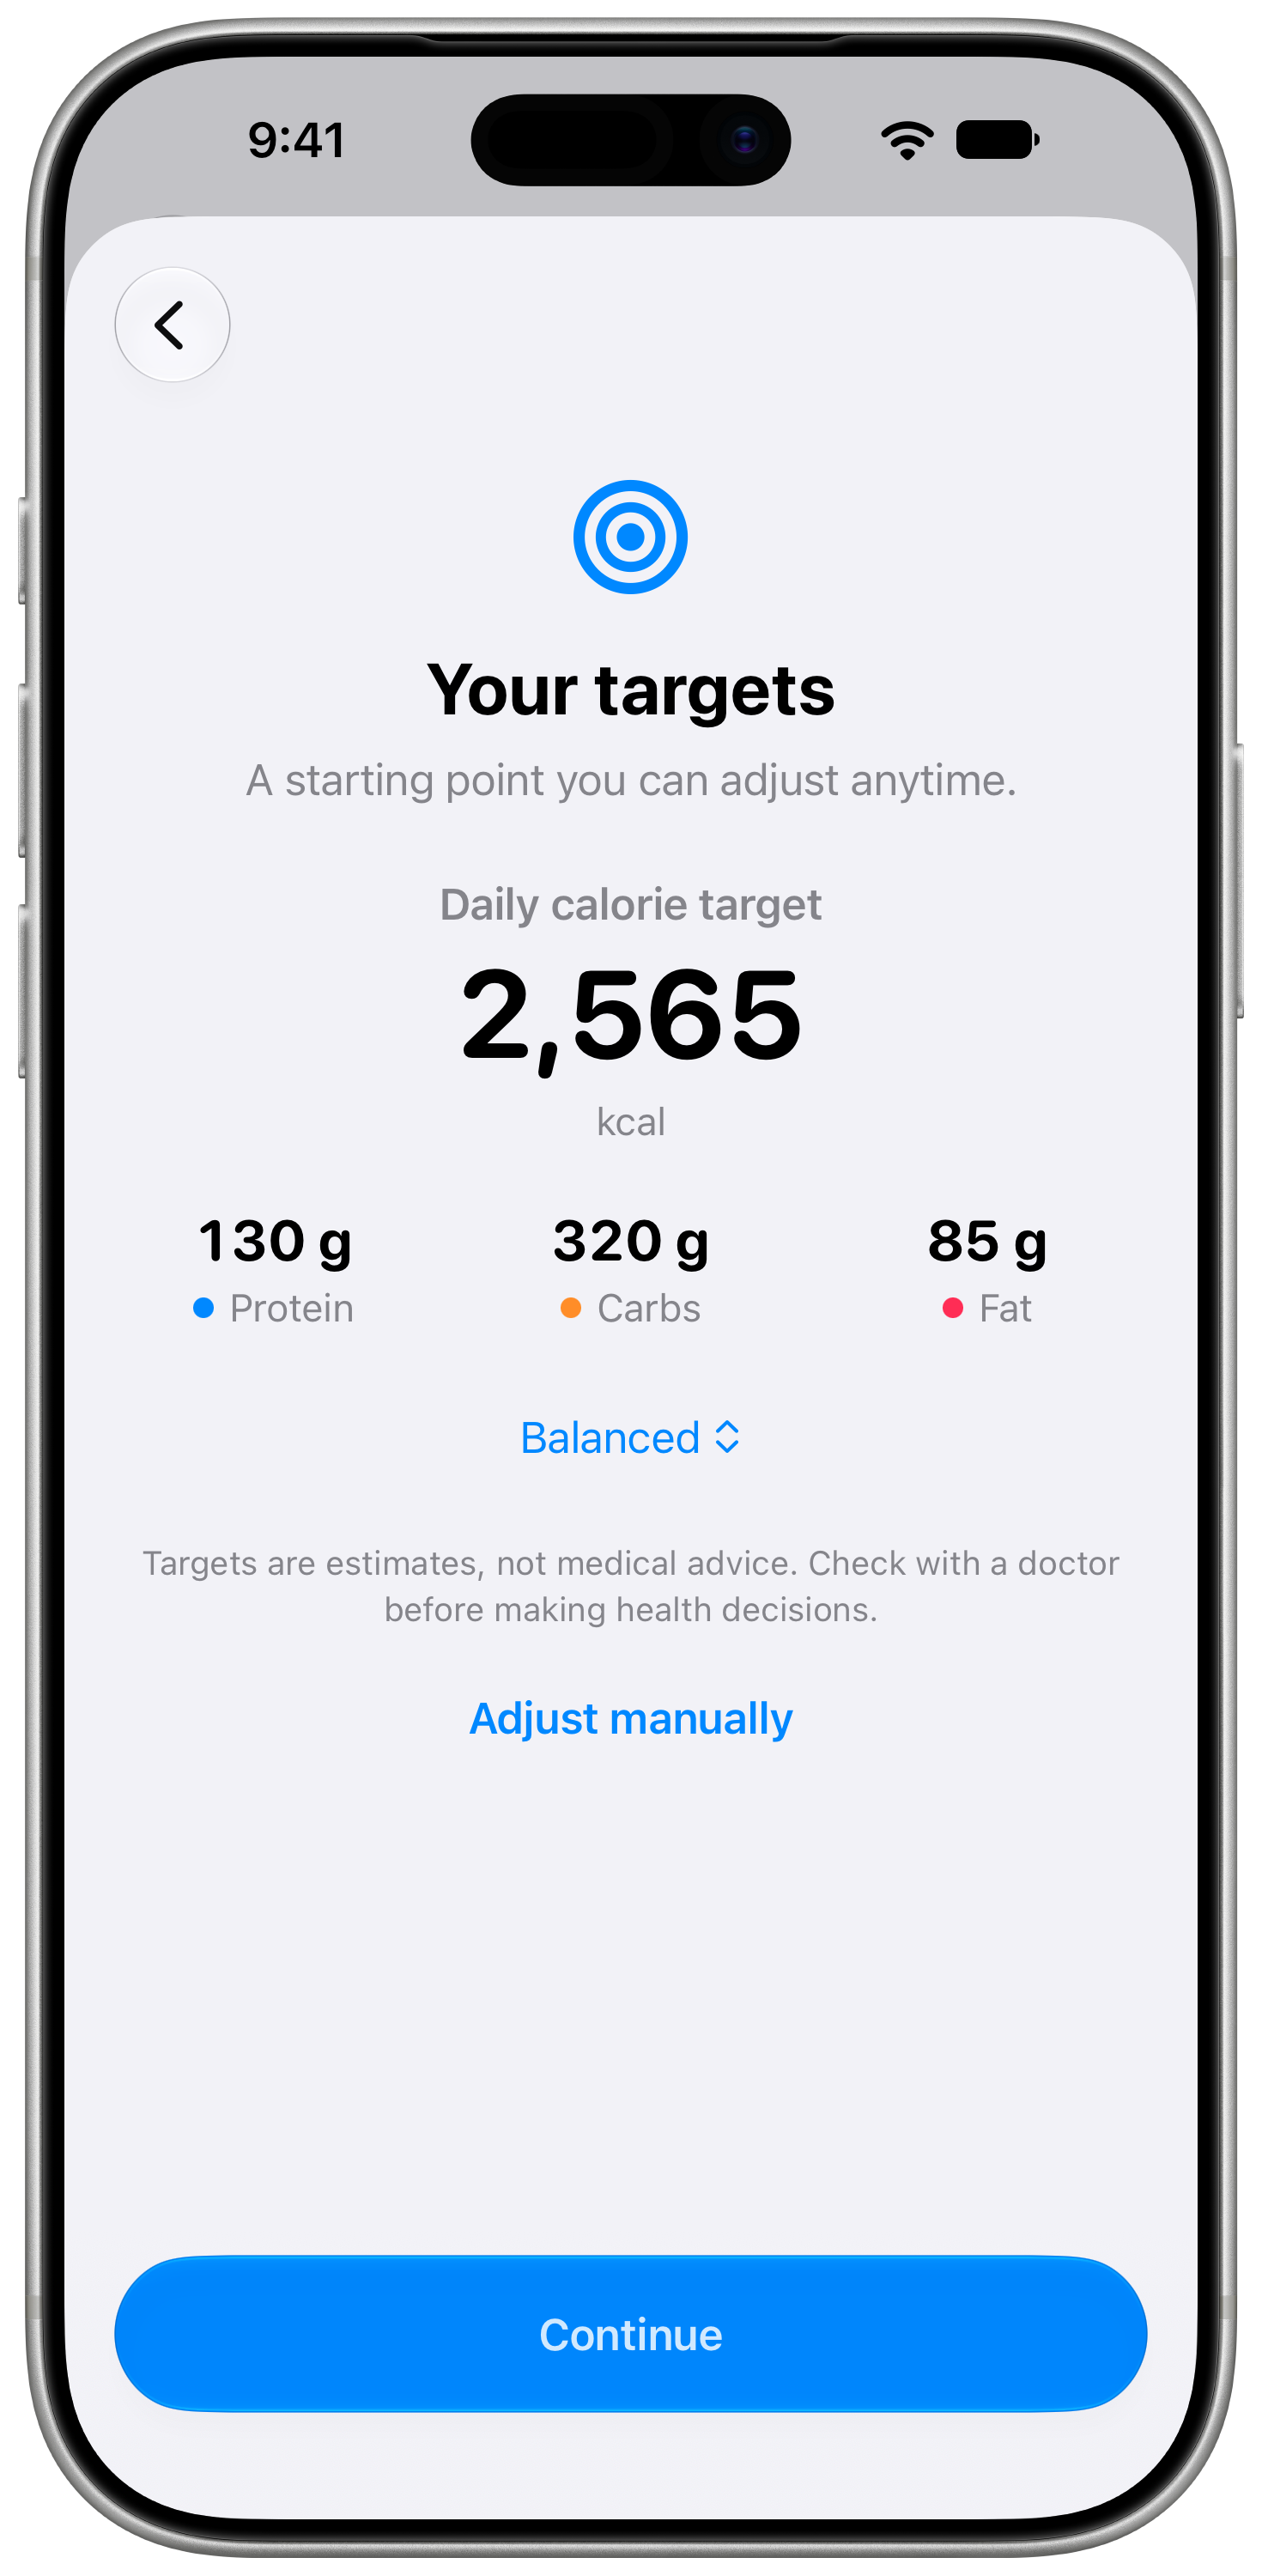 9:41
Your targets
A starting point you can adjust anytime.
Daily calorie target
2,565
kcal
130 g 320 g 85 g
Protein Carbs Fat
Balanced
Targets are estimates, not medical advice. Check with a doctor
before making health decisions.
Adjust manually
Continue